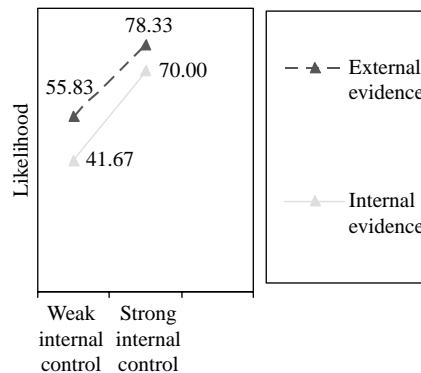 78.33
55.83
70.00
41.67
Likelihood
Weak
internal
control
Strong
internal
control
External
evidence
Internal
evidence